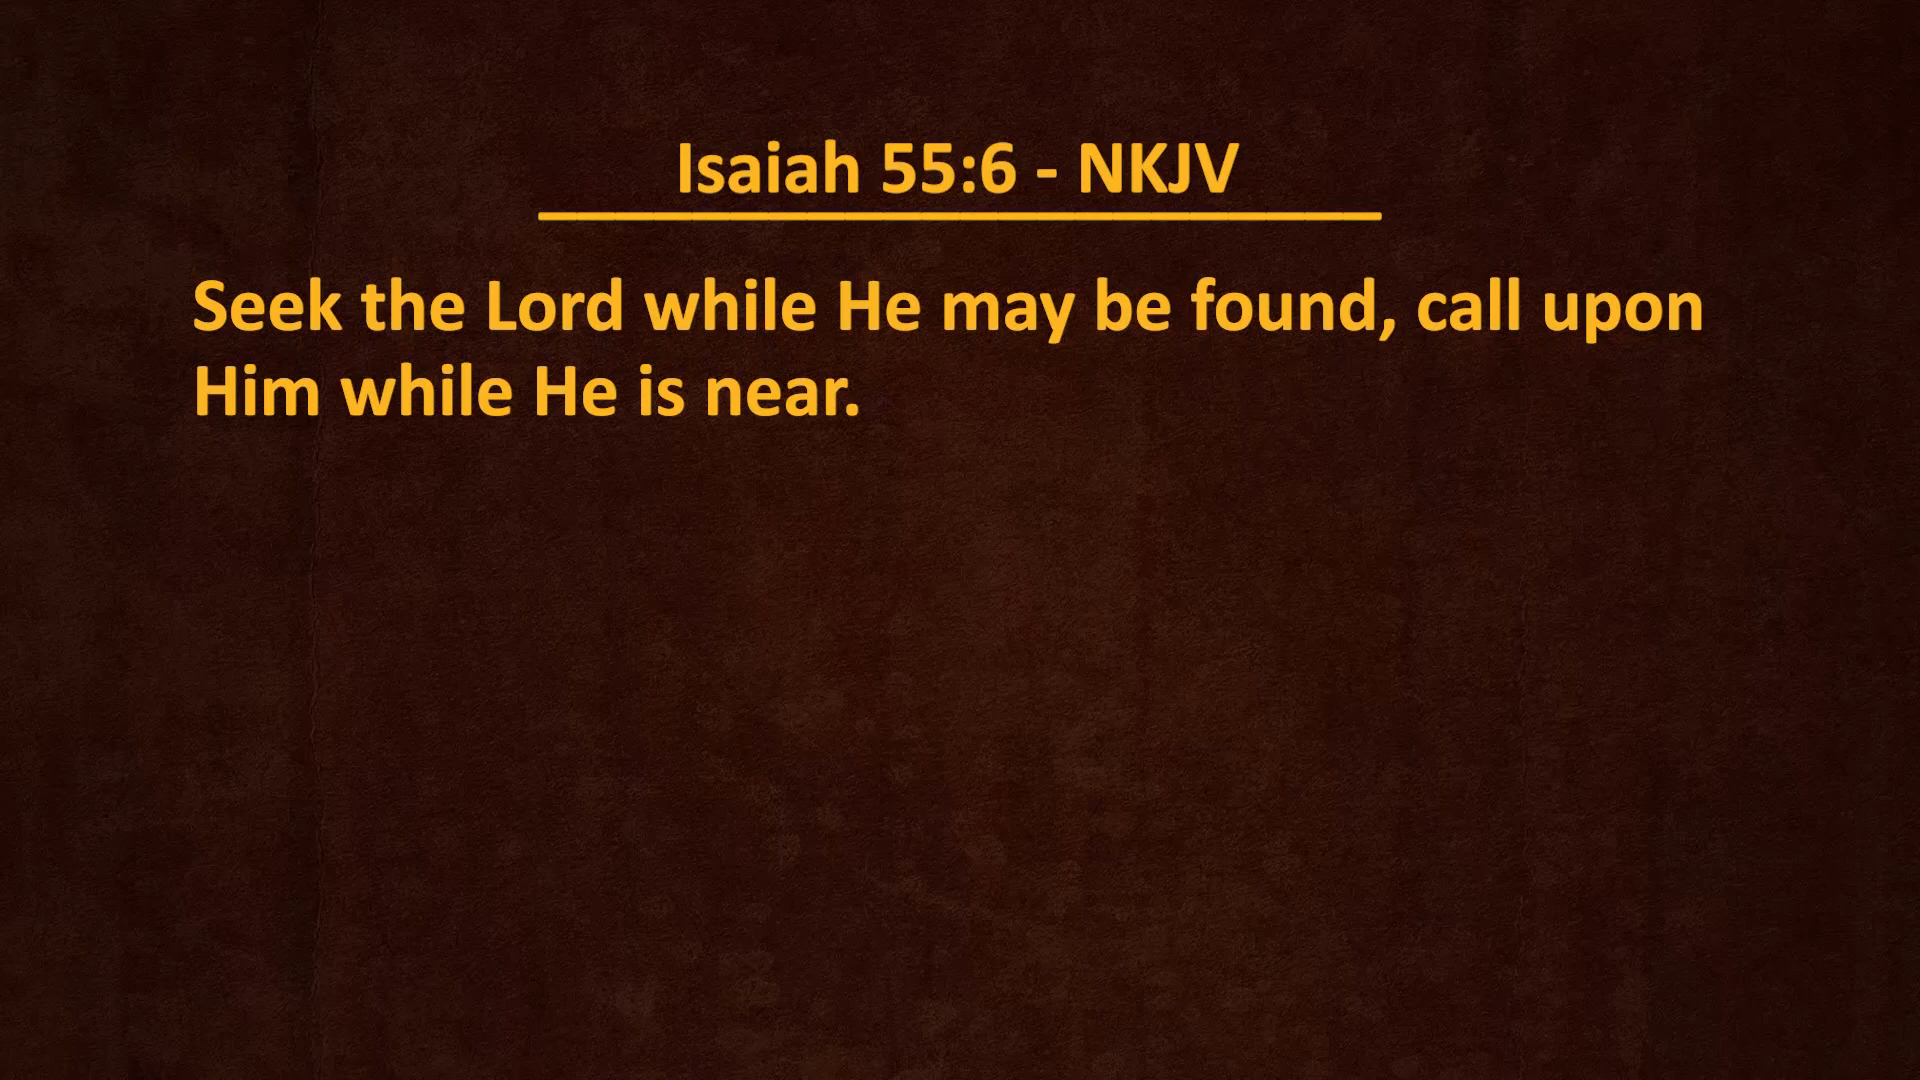 Isaiah 55:6 - NKJV
Seek the Lord while He may be found, call upon
Him while He is near.